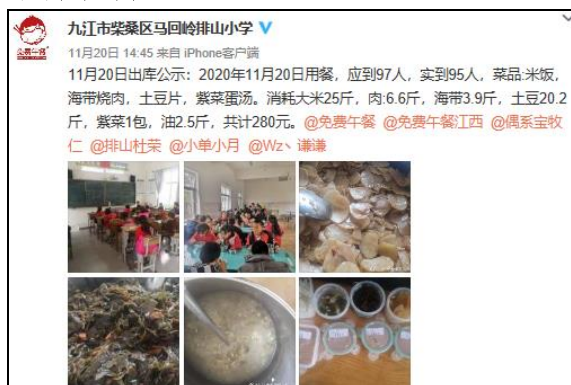 九江市柴桑区马回岭排山小学
11月20日 14:45 来自 iPhone客户端
11月20日出库公示：2020年11月20日用餐，应到97人，实到95人，菜品:米饭，
海带烧肉，土豆片，紫菜蛋汤。消耗大米25斤，肉:6.6斤，海带3.9斤，土豆20.2
斤，紫菜1包，油2.5斤，共计280元。@免费午餐 @免费午餐江西 @偶系宝牧
仁 @排山杜荣 @小单小月 @Wz丶谦谦
免费午餐